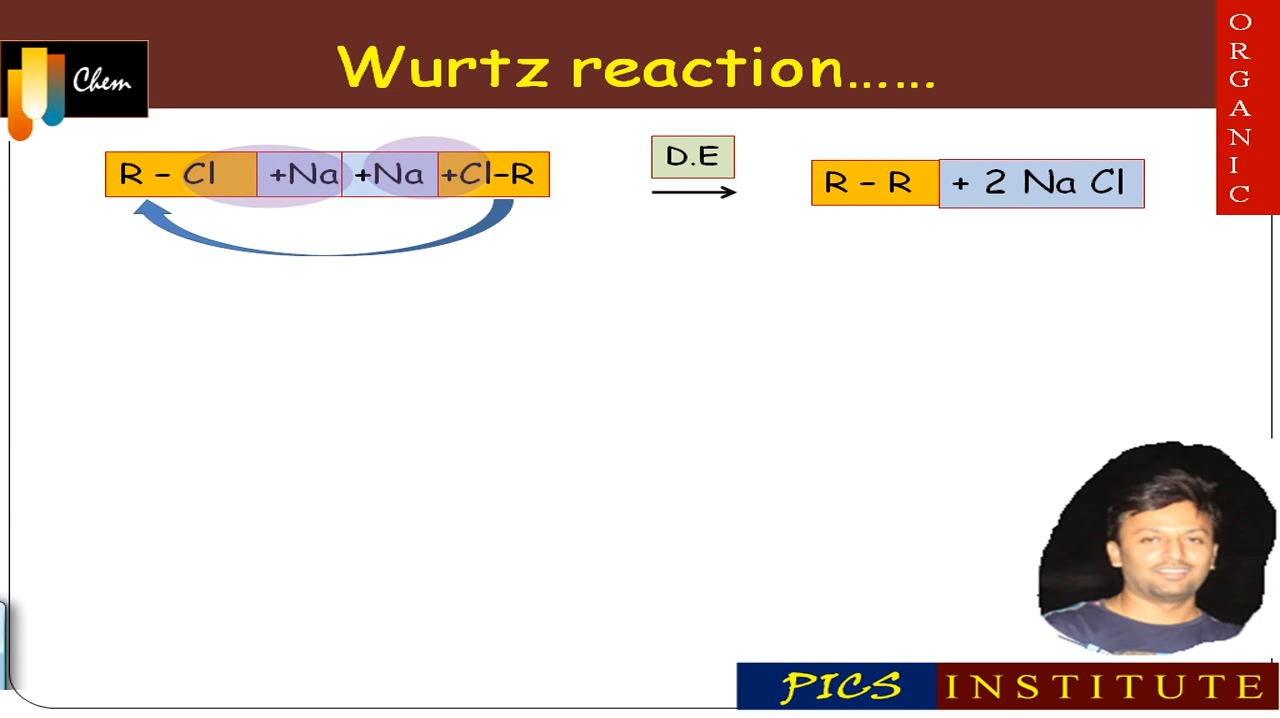 Wurtz reaction......
Chem
ORGANIC
R – Cl +Na +Na +Cl–R
D.E
R – R + 2 Na Cl
PICS INSTITUTE